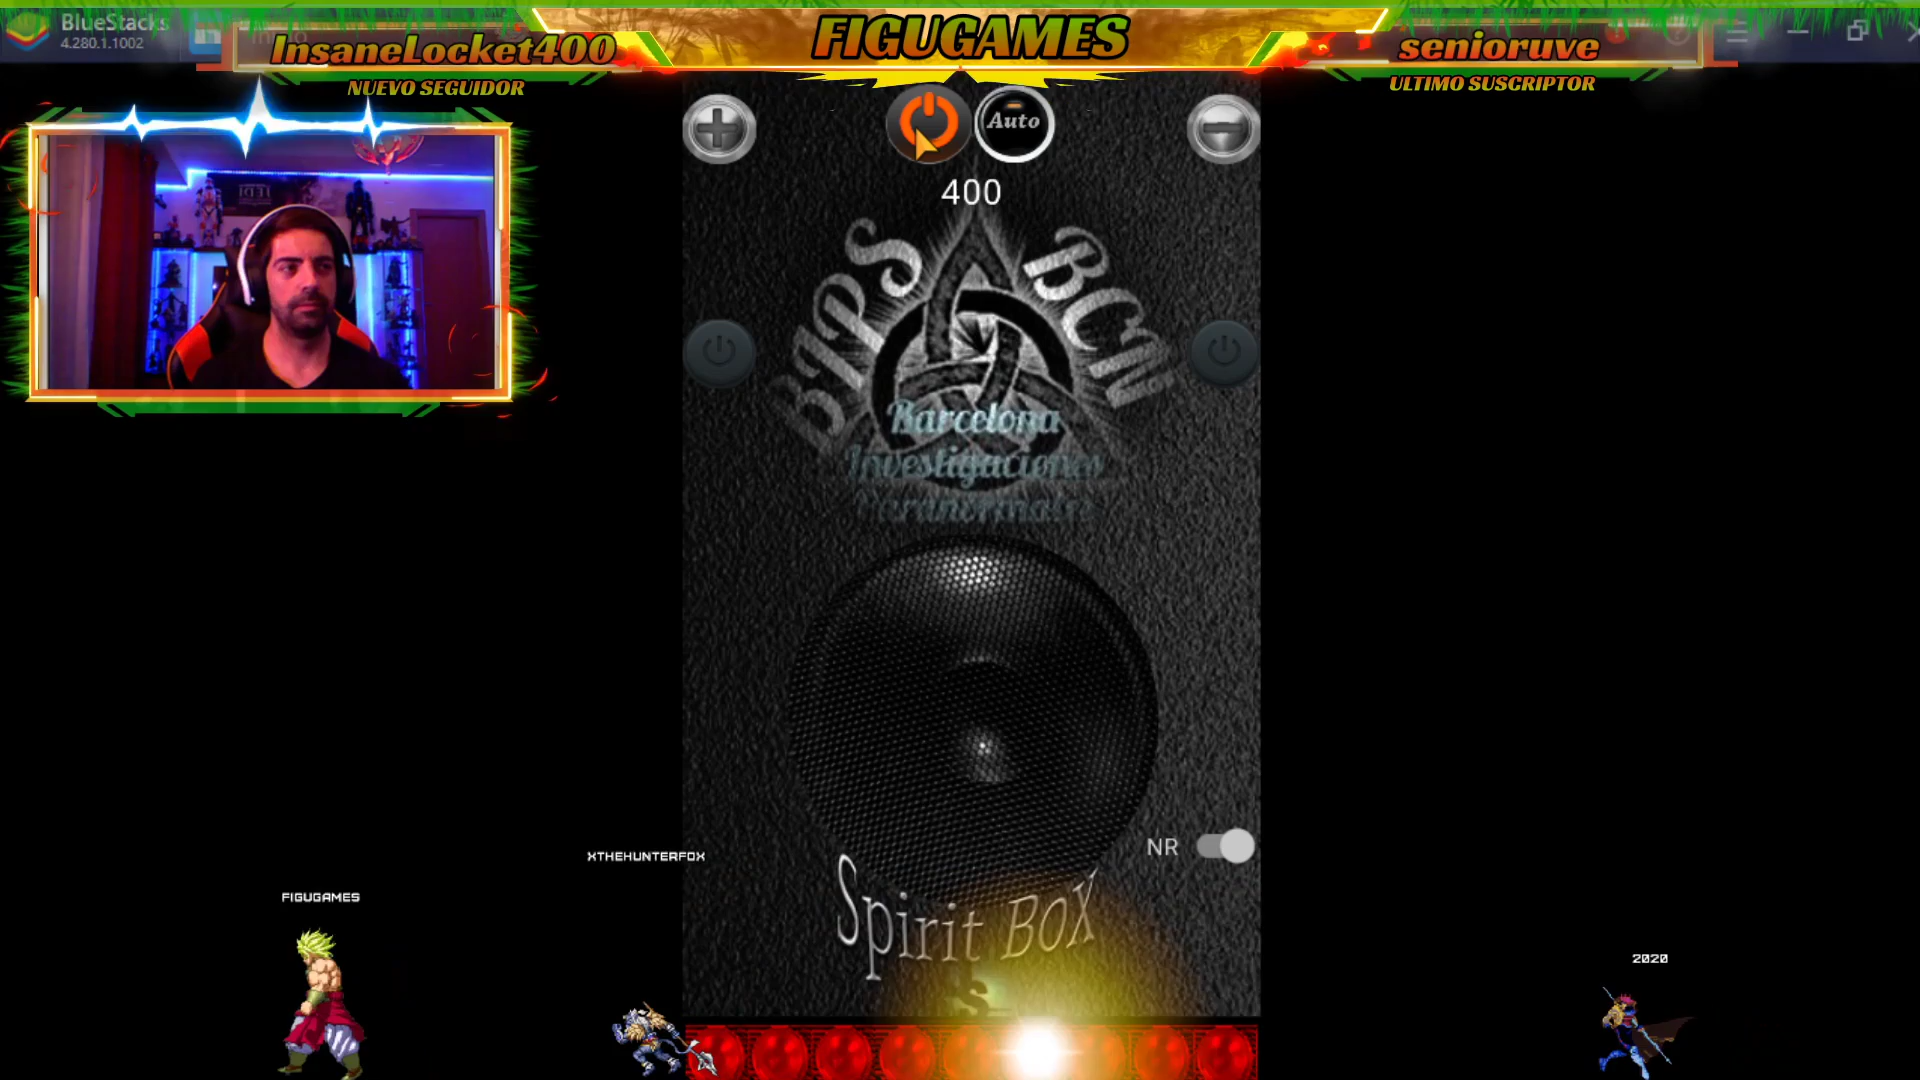 BlueStacks
4.280.1.1002
InsaneLocket400
NUEVO SEGUIDOR
FIGUGAMES
senioruve
ULTIMO SUSCRIPTOR
Auto
400
BIPS BCN
Barcelona
Investigaciones
Paranormales
NR
Spirit BOX
XTHEHUNTERFOX
FIGUGAMES
2020